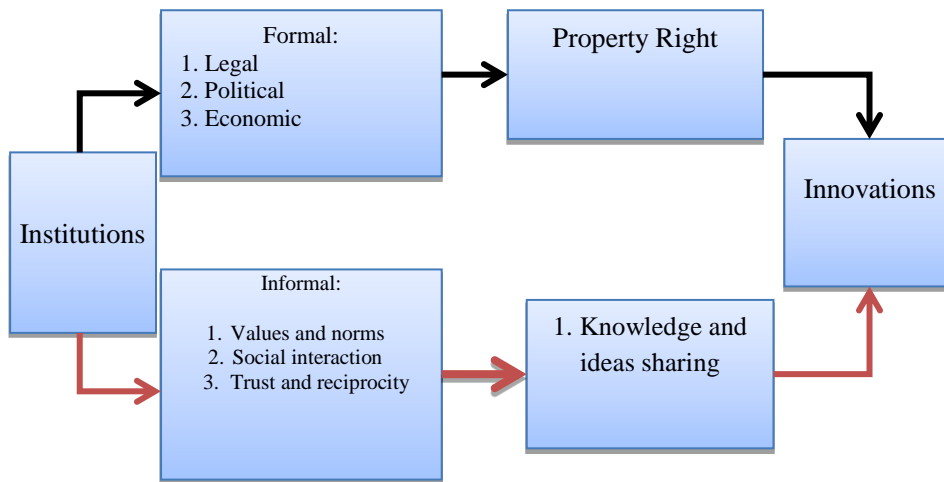 Formal:
1. Legal
2. Political
3. Economic
Property Right
Institutions
Innovations
Informal:
1. Values and norms
2. Social interaction
3. Trust and reciprocity
1. Knowledge and
ideas sharing